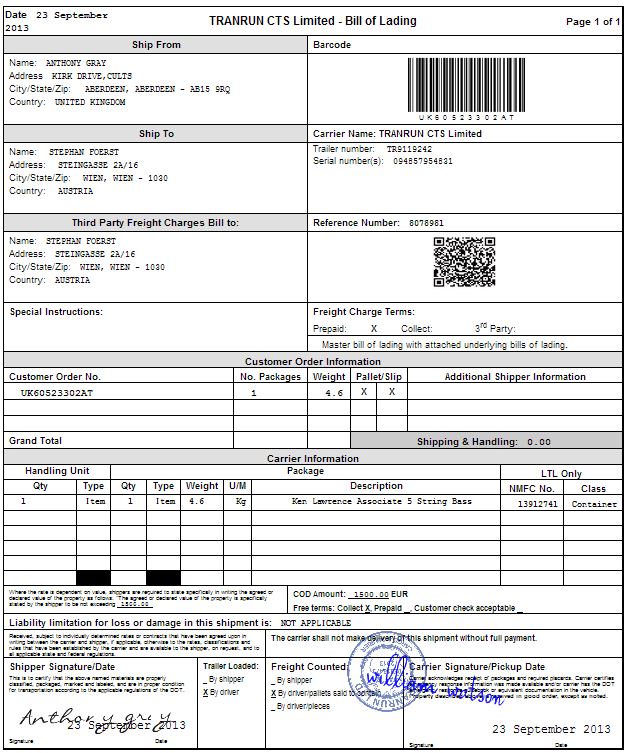 Date 23 September 2013
TRANRUN CTS Limited - Bill of Lading
Page 1 of 1
Ship From
Name: ANTHONY GRAY
Address KIRK DRIVE,CULTS
City/State/Zip: ABERDEEN, ABERDEEN - AB15 9RQ
Country: UNITED KINGDOM
Barcode
UK60523302AT
Ship To
Name: STEPHAN FOERST
Address: STEINGASSE 2A/16
City/State/Zip: WIEN, WIEN - 1030
Country: AUSTRIA
Carrier Name: TRANRUN CTS Limited
Trailer number: TR9119242
Serial number(s): 094857954831
Third Party Freight Charges Bill to:
Name: STEPHAN FOERST
Address: STEINGASSE 2A/16
City/State/Zip: WIEN, WIEN - 1030
Country: AUSTRIA
Reference Number: 8078981
Special Instructions:
Freight Charge Terms:
Prepaid: X Collect: 3rd Party:
Master bill of lading with attached underlying bills of lading.
Customer Order Information
Customer Order No. No. Packages Weight Pallet/Slip Additional Shipper Information
UK60523302AT 1 4.6 X X
Grand Total
Shipping & Handling: 0.00
Carrier Information
Handling Unit Package LTL Only
Qty Type Qty Type Weight U/M Description NMFC No. Class
1 Item 1 Item 4.6 Kg Ken Lawrence Associate 5 String Bass 13912741 Container
Where the rate is dependent on value, shippers are required to state specifically in writing the agreed or
declared value of the property as follows: The agreed or declared value of the property is specifically
stated by the shipper to be not exceeding 1500.00
COD Amount: 1500.00 EUR
Free terms: Collect X, Prepaid _, Customer check acceptable _
Liability limitation for loss or damage in this shipment is: NOT APPLICABLE
Received, subject to individually determined rates or contracts that have been agreed upon in
writing between the carrier and shipper, if applicable, otherwise to the rates, classifications and
rules that have been established by the carrier and are available to the shipper, on request, and to
all applicable state and federal regulations.
The carrier shall not make delivery of this shipment without full payment.
Shipper Signature/Date
This is to certify that the above named materials are properly
classified, packaged, marked and labeled, and are in proper condition
for transportation according to the applicable regulations of the DOT.
Anthony gray
23 September 2013
Signature Date
Trailer Loaded:
_ By shipper
X By driver
Freight Counted:
_ By Shipper
X By driver/pallets said to contain
_ By driver/pieces
Carrier Signature/Pickup Date
Carrier acknowledges receipt of packages and required placards. Carrier certifies
response information was made available and/or carrier has the DOT
or equivalent documentation in the vehicle.
Property described above is received in good order, except as noted.
william watson
23 September 2013
Signature Date